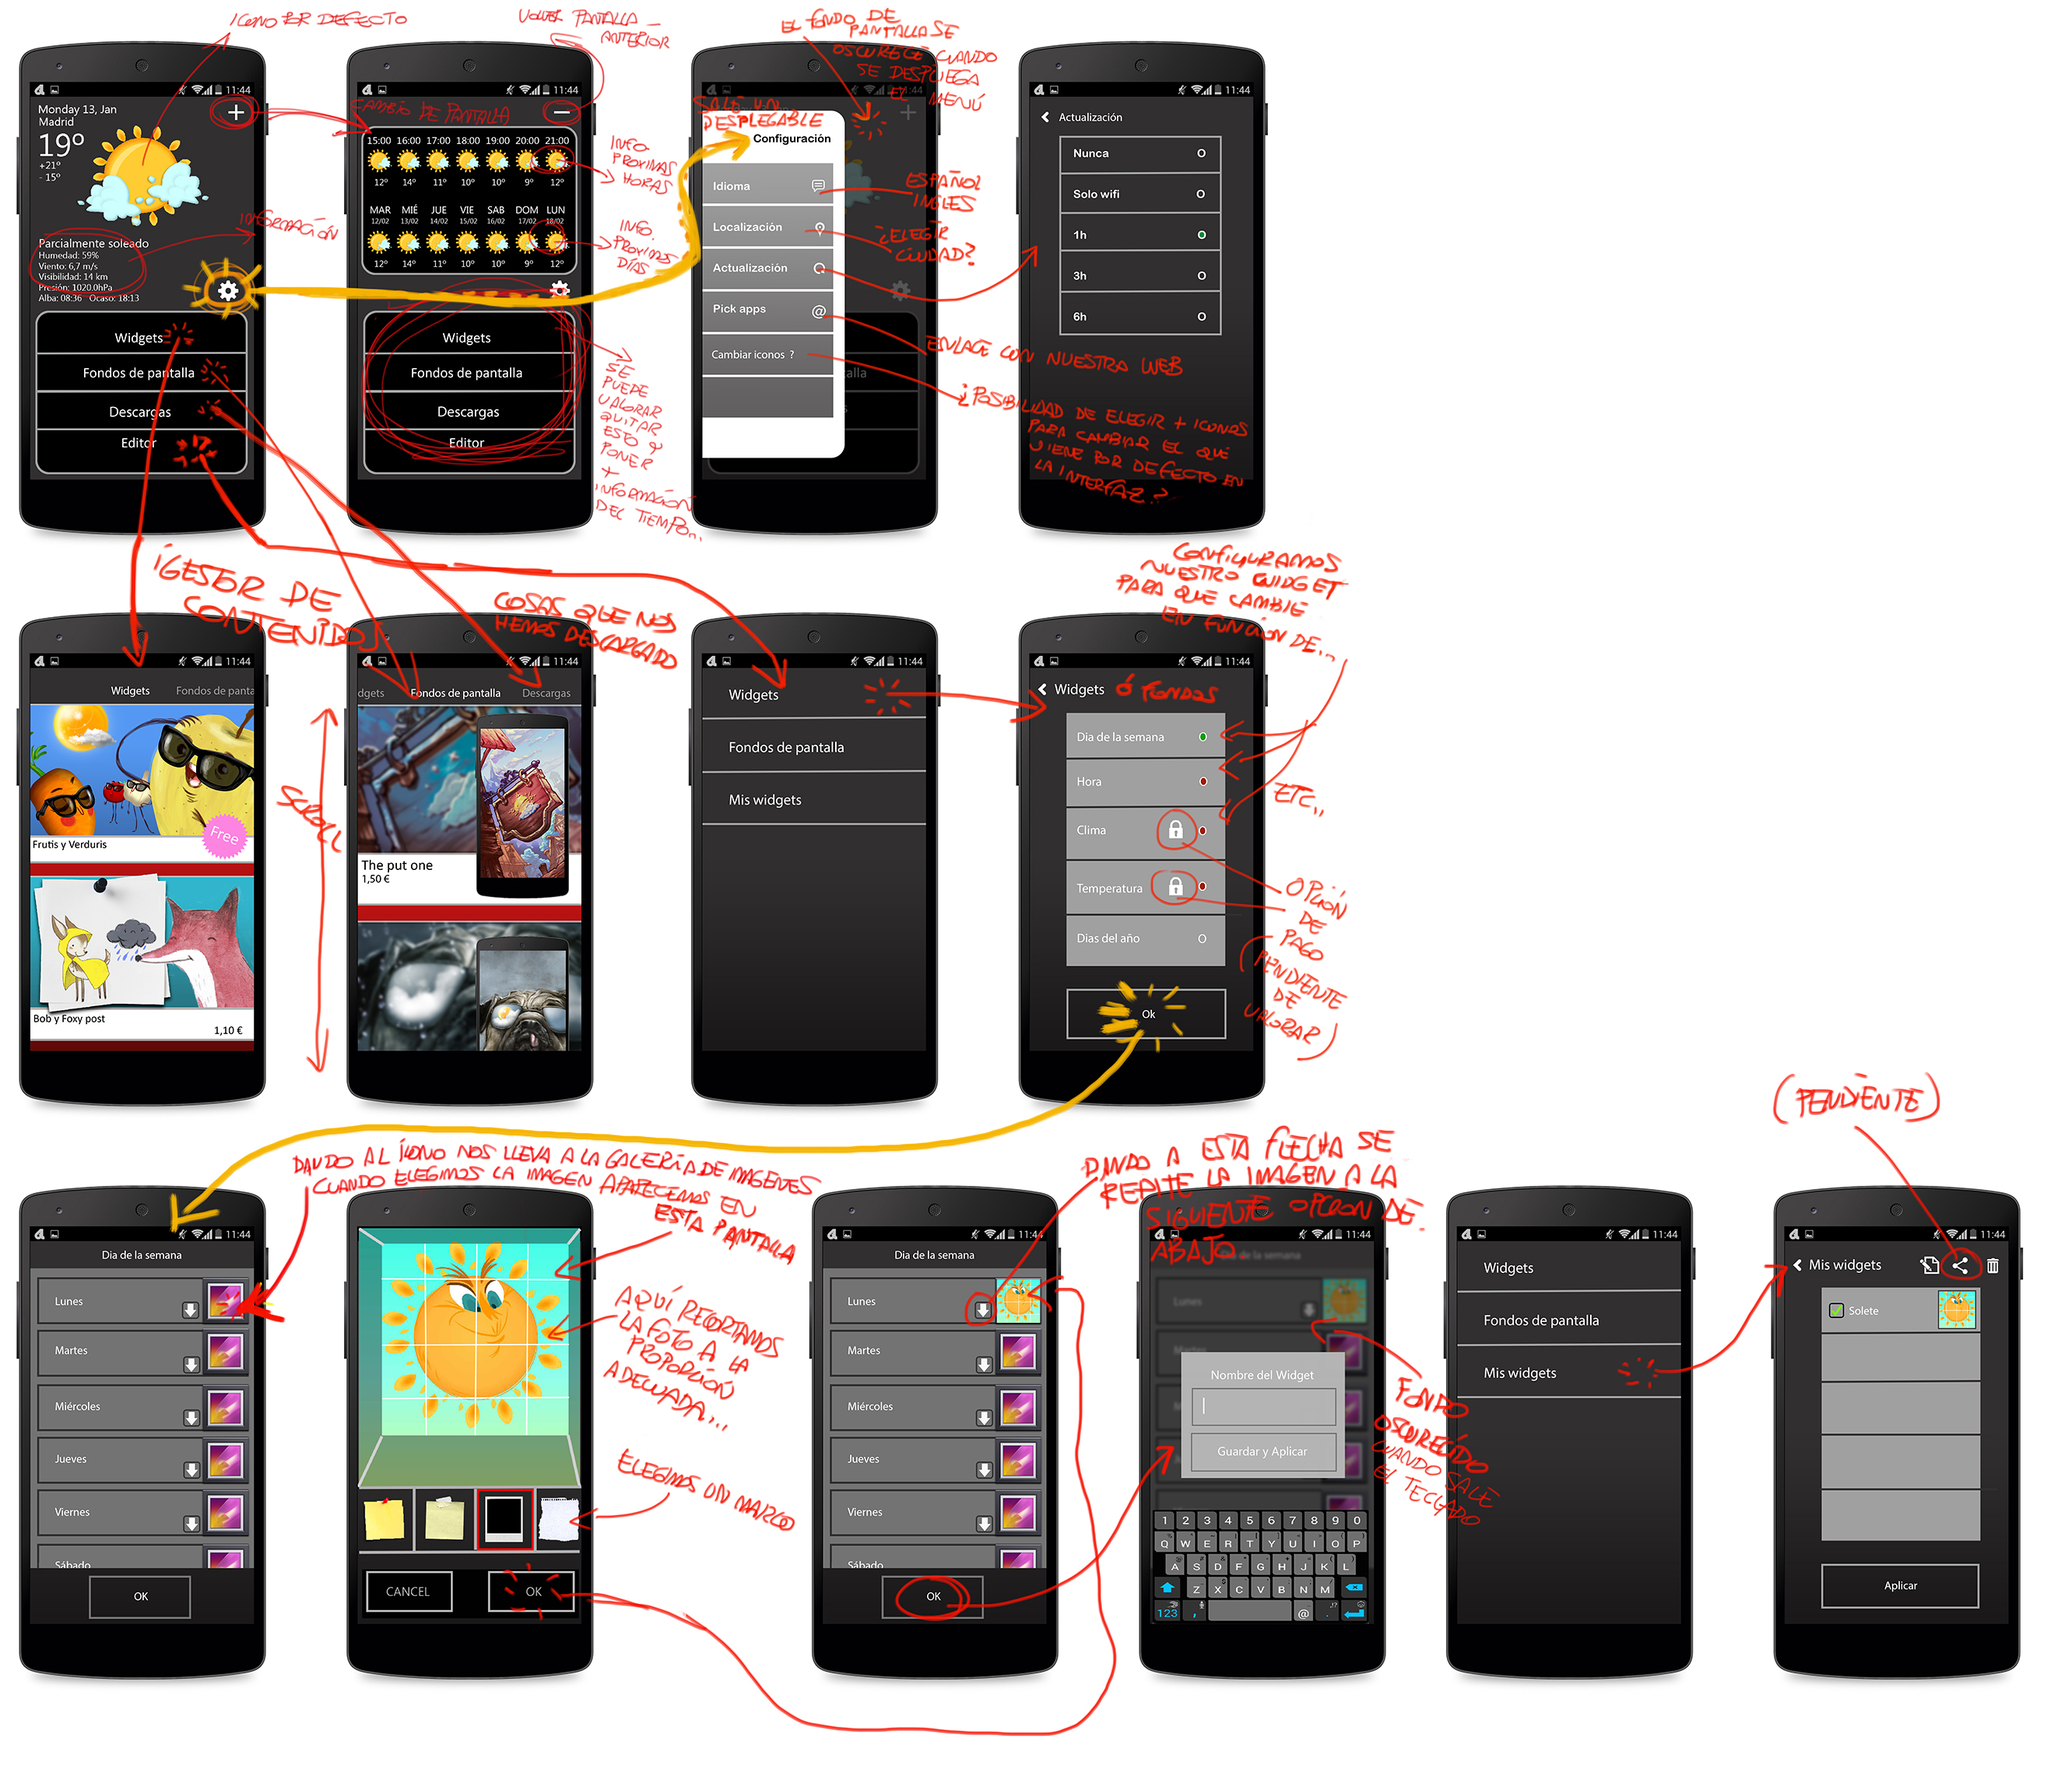 ICONO POR DEFECTO
VOLVER PANTALLA
ANTERIOR
EL FONDO DE
PANTALLA SE
OSCURECE CUANDO
SE DESPLIEGA
EL MENÚ
11:44
Monday 13, Jan
Madrid
19º
+21º
- 15º
INFORMACIÓN
Parcialmente soleado
Humedad: 59%
Viento: 6,7 m/s
Visibilidad: 14 km
Presión: 1020.0hPa
Alba: 08:36 Ocaso: 18:13
Widgets
Fondos de pantalla
Descargas
Editor
11:44
CAMBIO DE PANTALLA
15:00 16:00 17:00 18:00 19:00 20:00 21:00
12º 14º 11º 10º 10º 9º 12º
MAR MIÉ JUE VIE SAB DOM LUN
12/02 13/02 14/02 15/02 16/02 17/02 18/02
12º 14º 11º 10º 10º 9º 12º
INFO.
PROXIMAS
HORAS
INFO.
PROXIMOS
DÍAS
Widgets
Fondos de pantalla
Descargas
Editor
SE
PUEDE
VALORAR
QUITAR
ESTO Y
PONER
+
INFORMACIÓN
DEL TIEMPO...
11:44
SALE UN
DESPLEGABLE
Configuración
Idioma
Localización
Actualización
Pick apps
@
Cambiar iconos ?
alla
ESPAÑOL
INGLES
¿ELEGIR
CIUDAD?
ENLACE CON NUESTRA WEB
¿POSIBILIDAD DE ELEGIR + ICONOS
PARA CAMBIAR EL QUE
VIENE POR DEFECTO EN
LA INTERFAZ?
11:44
Actualización
Nunca
Solo wifi
1h
3h
6h
¡GESTOR DE
CONTENIDOS
COSAS QUE NOS
HEMOS DESCARGADO
CONFIGURAMOS
NUESTRO WIDGET
PARA QUE CAMBIE
EN FUNCIÓN DE...
11:44
Widgets Fondos de panta
Free
Frutis y Verduris
Bob y Foxy post
1,10 €
SCROLL
11:44
dgets Fondos de pantalla Descargas
The put one
1,50 €
11:44
Widgets
Fondos de pantalla
Mis widgets
11:44
Widgets Ó FONDOS
Dia de la semana
Hora
Clima
Temperatura
Dias del año
Ok
ETC..
OPCIÓN
DE
PAGO
(PENDIENTE
DE
VALORAR)
(PENDIENTE)
DANDO AL ICONO NOS LLEVA A LA GALERIA DE IMAGENES
CUANDO ELEGIMOS LA IMAGEN APARECEMOS EN
ESTA PANTALLA
DANDO A ESTA FLECHA SE
REPITE LA IMAGEN A LA
SIGUIENTE OPCIÓN DE
ABAJO
11:44
Dia de la semana
Lunes
Martes
Miércoles
Jueves
Viernes
Sábado
OK
AQUÍ RECORTAMOS
LA FOTO A LA
PROPORCIÓN
ADECUADA...
ELEGIMOS UN MARCO
CANCEL OK
11:44
Dia de la semana
Lunes
Martes
Miércoles
Jueves
Viernes
Sábado
OK
11:44
Dia de la semana
Lunes
Nombre del Widget
Guardar y Aplicar
1 2 3 4 5 6 7 8 9 0
Q W E R T Y U I O P
A S D F G H J K L
Z X C V B N M
123 , @ .
FONDO
OSCURECIDO
CUANDO SALE
EL TECLADO
11:44
Widgets
Fondos de pantalla
Mis widgets
11:44
Mis widgets
Solete
Aplicar